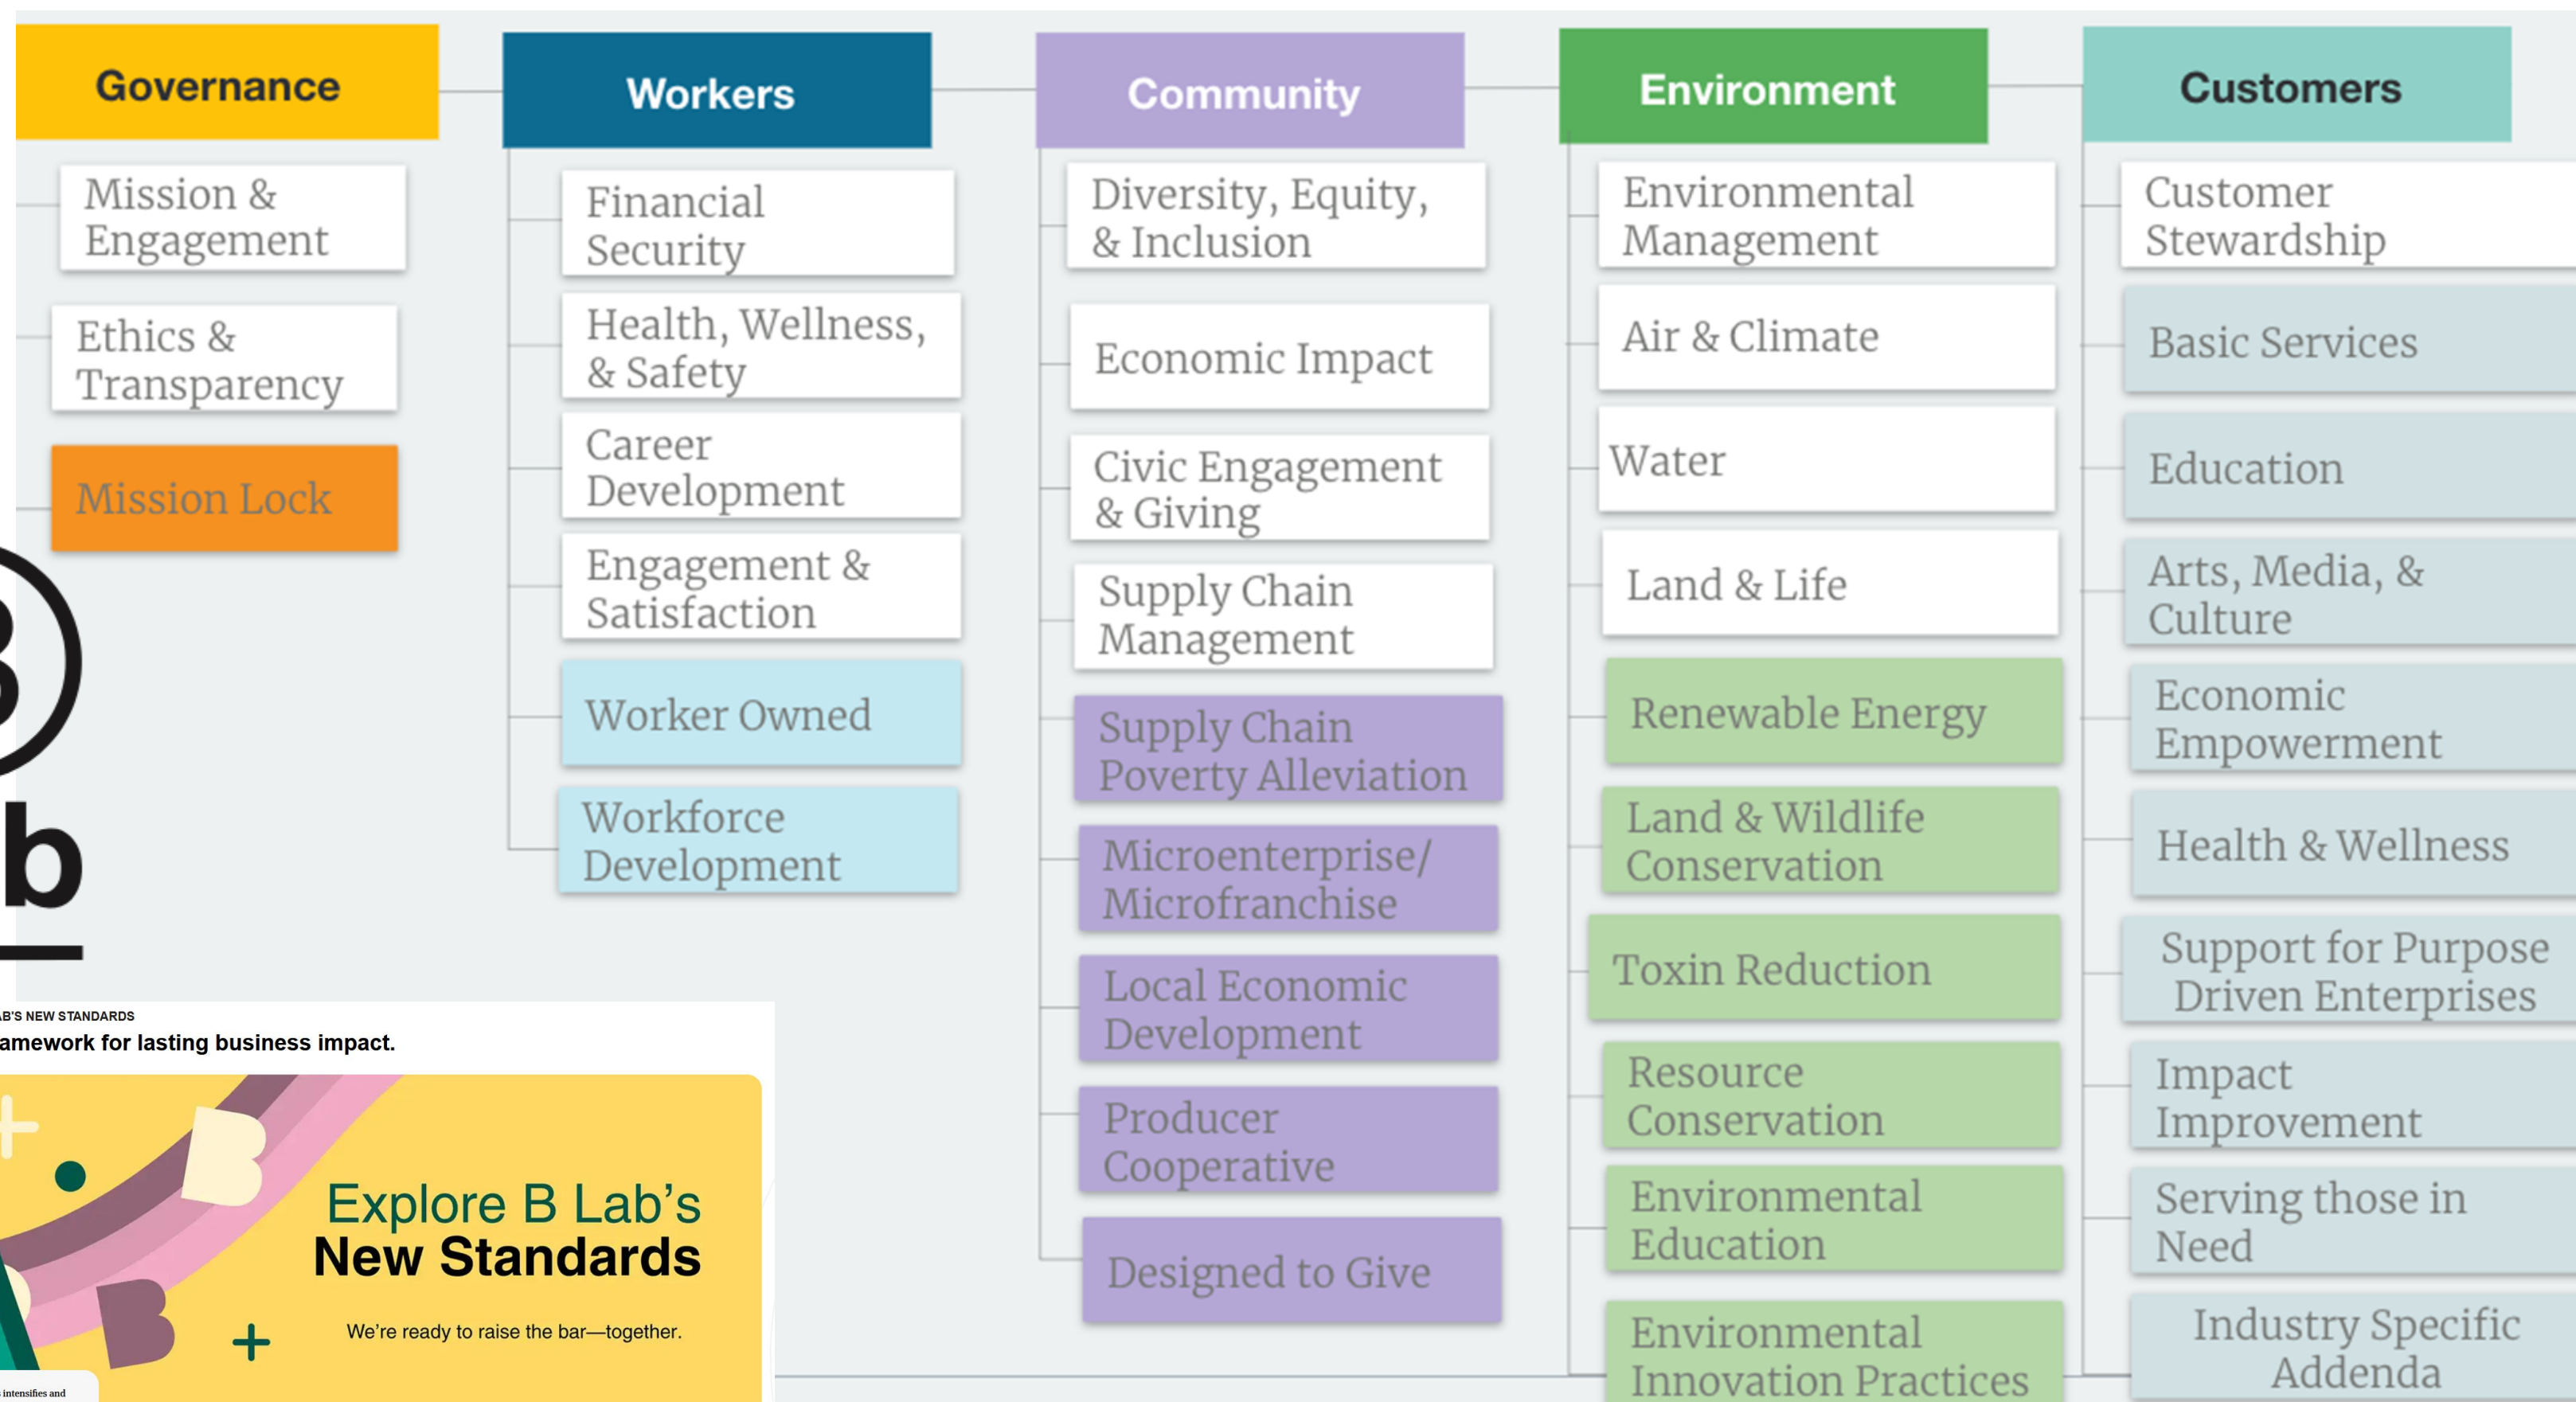 Governance
Mission &
Engagement
Ethics &
Transparency
Mission Lock
Workers
Financial
Security
Health, Wellness,
& Safety
Career
Development
Engagement &
Satisfaction
Worker Owned
Workforce
Development
Community
Diversity, Equity,
& Inclusion
Economic Impact
Civic Engagement
& Giving
Supply Chain
Management
Supply Chain
Poverty Alleviation
Microenterprise/
Microfranchise
Local Economic
Development
Producer
Cooperative
Designed to Give
Environment
Environmental
Management
Air & Climate
Water
Land & Life
Renewable Energy
Land & Wildlife
Conservation
Toxin Reduction
Resource
Conservation
Environmental
Education
Environmental
Innovation Practices
Customers
Customer
Stewardship
Basic Services
Education
Arts, Media, &
Culture
Economic
Empowerment
Health & Wellness
Support for Purpose
Driven Enterprises
Impact
Improvement
Serving those in
Need
Industry Specific
Addenda
b
AB'S NEW STANDARDS
amework for lasting business impact.
Explore B Lab's
New Standards
We're ready to raise the bar—together.
intensifies and